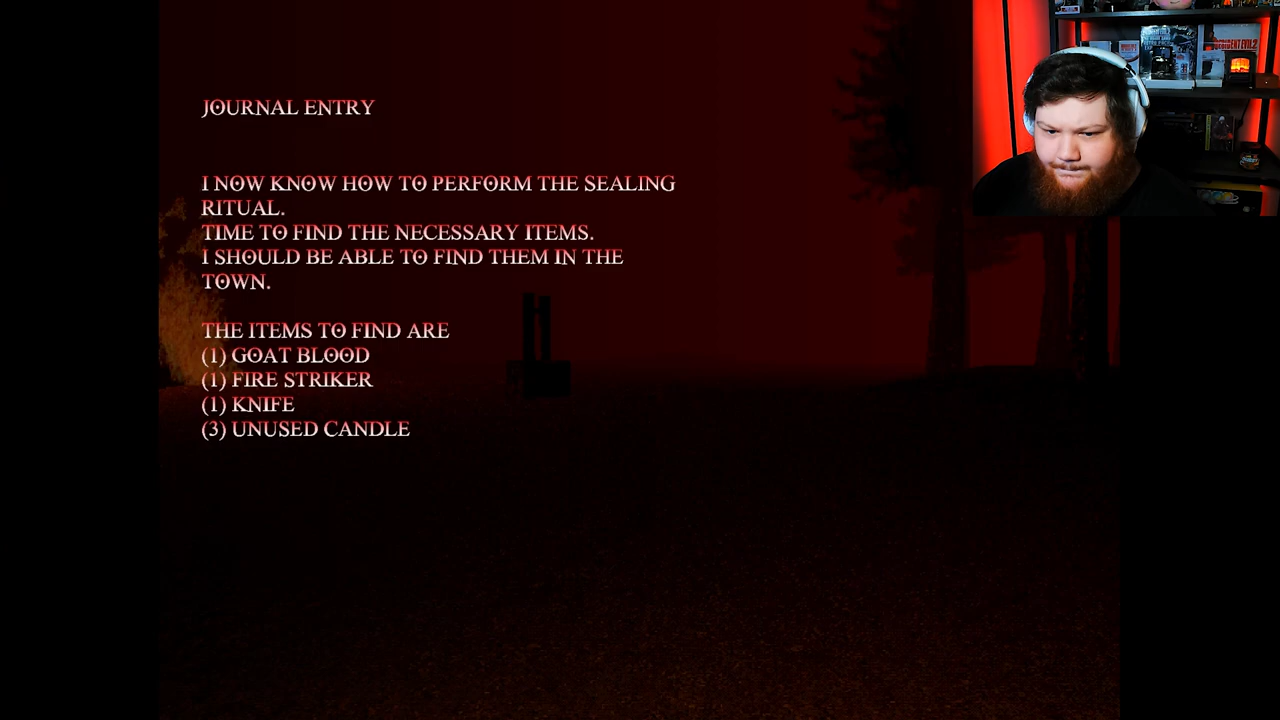 JOURNAL ENTRY
I NOW KNOW HOW TO PERFORM THE SEALING
RITUAL.
TIME TO FIND THE NECESSARY ITEMS.
I SHOULD BE ABLE TO FIND THEM IN THE
TOWN.
THE ITEMS TO FIND ARE
(1) GOAT BLOOD
(1) FIRE STRIKER
(1) KNIFE
(3) UNUSED CANDLE